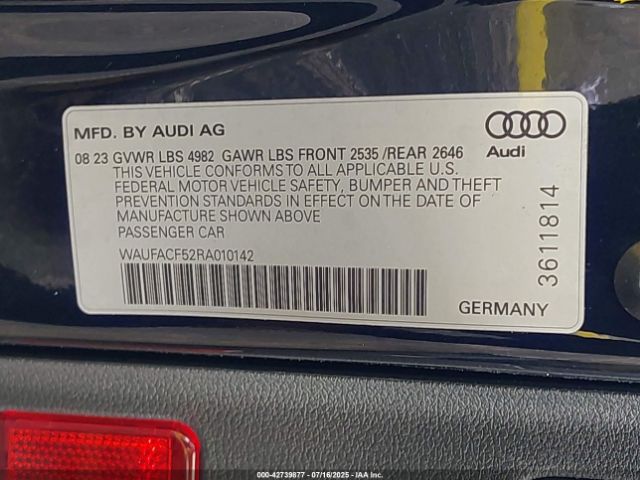 MFD. BY AUDI AG
08 23 GVWR LBS 4982 GAWR LBS FRONT 2535 /REAR 2646
THIS VEHICLE CONFORMS TO ALL APPLICABLE U.S.
FEDERAL MOTOR VEHICLE SAFETY, BUMPER AND THEFT
PREVENTION STANDARDS IN EFFECT ON THE DATE OF
MANUFACTURE SHOWN ABOVE
PASSENGER CAR
WAUFACF52RA010142
Audi
3611814
GERMANY
000-42739877 - 07/16/2025 - IAA, Inc.